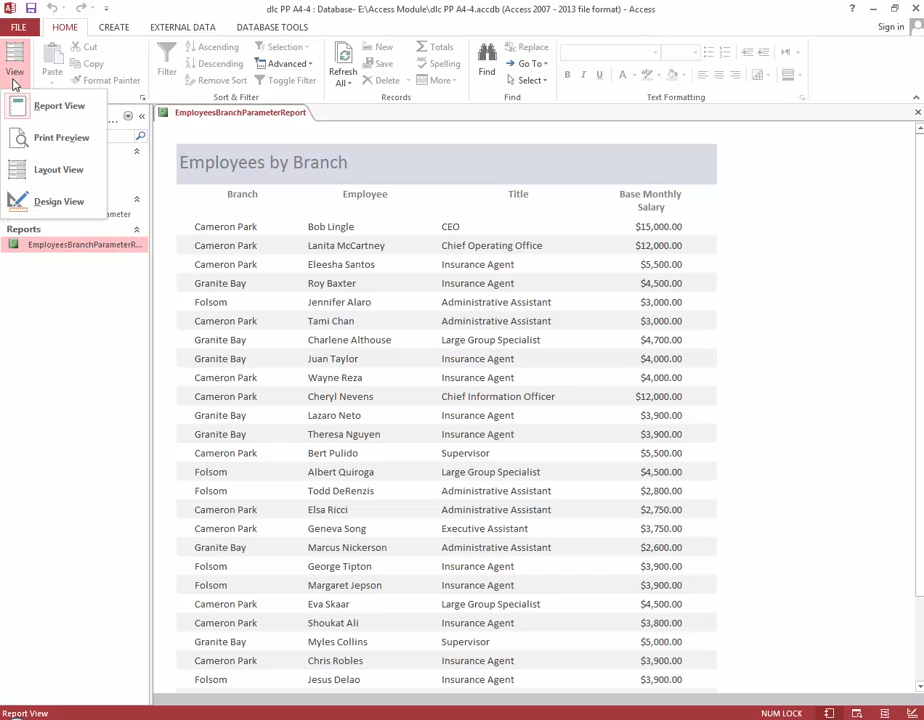 dlc PP A4-4 : Database- E:\Access Module\dlc PP A4-4.accdb (Access 2007 - 2013 file format) - Access
Sign in
FILE HOME CREATE EXTERNAL DATA DATABASE TOOLS
View
Paste
Cut
Copy
Format Painter
Filter
Ascending
Descending
Remove Sort
Selection
Advanced
Toggle Filter
Sort & Filter
Refresh All
New
Save
Delete
Totals
Spelling
More
Records
Find
Replace
Go To
Select
Find
B I U A
Text Formatting
Report View
Print Preview
Layout View
Design View
...
arameter
Reports
EmployeesBranchParameterR...
EmployeesBranchParameterReport
Employees by Branch
Branch Employee Title Base Monthly Salary
Cameron Park Bob Lingle CEO $15,000.00
Cameron Park Lanita McCartney Chief Operating Office $12,000.00
Cameron Park Eleesha Santos Insurance Agent $5,500.00
Granite Bay Roy Baxter Insurance Agent $4,500.00
Folsom Jennifer Alaro Administrative Assistant $3,000.00
Cameron Park Tami Chan Administrative Assistant $3,000.00
Granite Bay Charlene Althouse Large Group Specialist $4,700.00
Granite Bay Juan Taylor Insurance Agent $4,000.00
Cameron Park Wayne Reza Insurance Agent $4,000.00
Cameron Park Cheryl Nevens Chief Information Officer $12,000.00
Granite Bay Lazaro Neto Insurance Agent $3,900.00
Granite Bay Theresa Nguyen Insurance Agent $3,900.00
Cameron Park Bert Pulido Supervisor $5,500.00
Folsom Albert Quiroga Large Group Specialist $4,500.00
Folsom Todd DeRenzis Administrative Assistant $2,800.00
Cameron Park Elsa Ricci Administrative Assistant $2,750.00
Cameron Park Geneva Song Executive Assistant $3,750.00
Granite Bay Marcus Nickerson Administrative Assistant $2,600.00
Folsom George Tipton Insurance Agent $3,900.00
Folsom Margaret Jepson Insurance Agent $3,900.00
Cameron Park Eva Skaar Large Group Specialist $4,500.00
Cameron Park Shoukat Ali Insurance Agent $3,800.00
Granite Bay Myles Collins Supervisor $5,000.00
Cameron Park Chris Robles Insurance Agent $3,900.00
Folsom Jesus Delao Insurance Agent $3,900.00
Report View
NUM LOCK